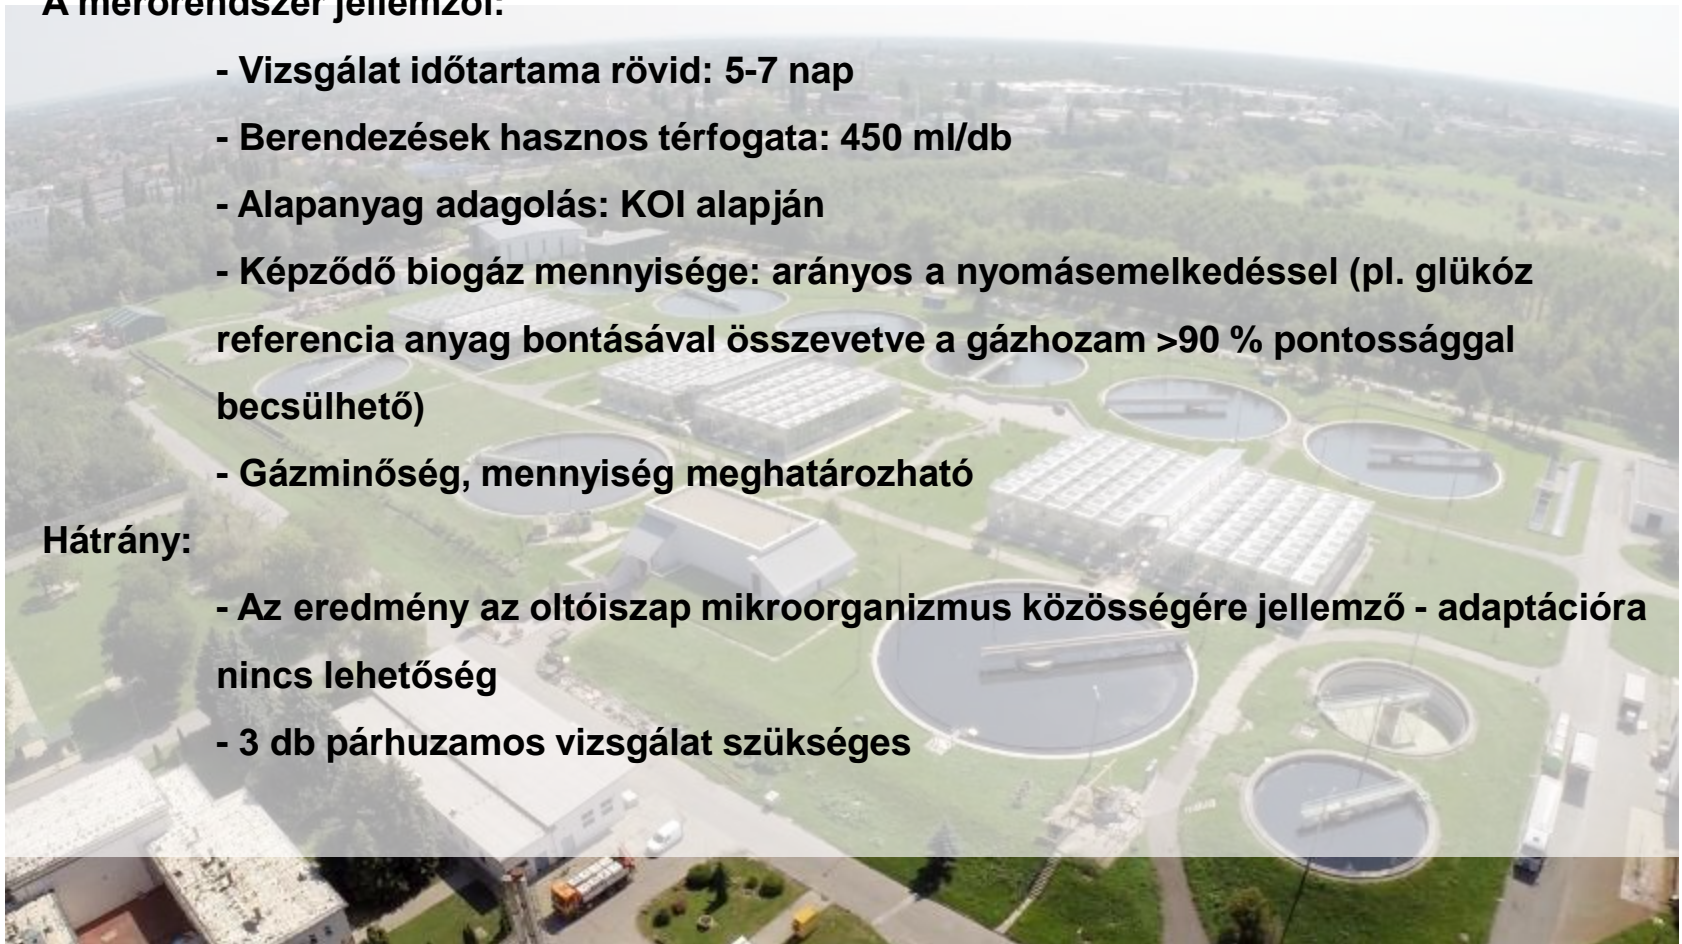 A mérőrendszer jellemzői:
- Vizsgálat időtartama rövid: 5-7 nap
- Berendezések hasznos térfogata: 450 ml/db
- Alapanyag adagolás: KOI alapján
- Képződő biogáz mennyisége: arányos a nyomásemelkedéssel (pl. glükóz
referencia anyag bontásával összevetve a gázhozam >90 % pontossággal
becsülhető)
- Gázminőség, mennyiség meghatározható
Hátrány:
- Az eredmény az oltóiszap mikroorganizmus közösségére jellemző - adaptációra
nincs lehetőség
- 3 db párhuzamos vizsgálat szükséges